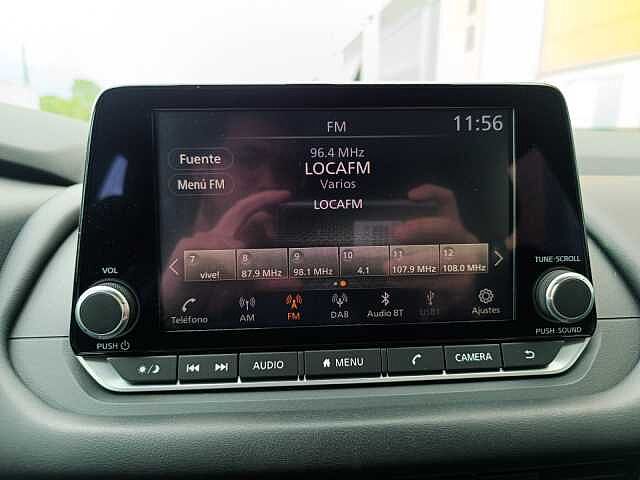 FM
11:56
Fuente
96.4 MHz
LOCAFM
Menú FM
Varios
LOCAFM
7 8 9 10 11 12
vive! 87.9 MHz 98.1 MHz 4.1 107.9 MHz 108.0 MHz
Teléfono AM FM DAB Audio BT USB1 Ajustes
VOL
PUSH
TUNE·SCROLL
PUSH·SOUND
AUDIO MENU CAMERA